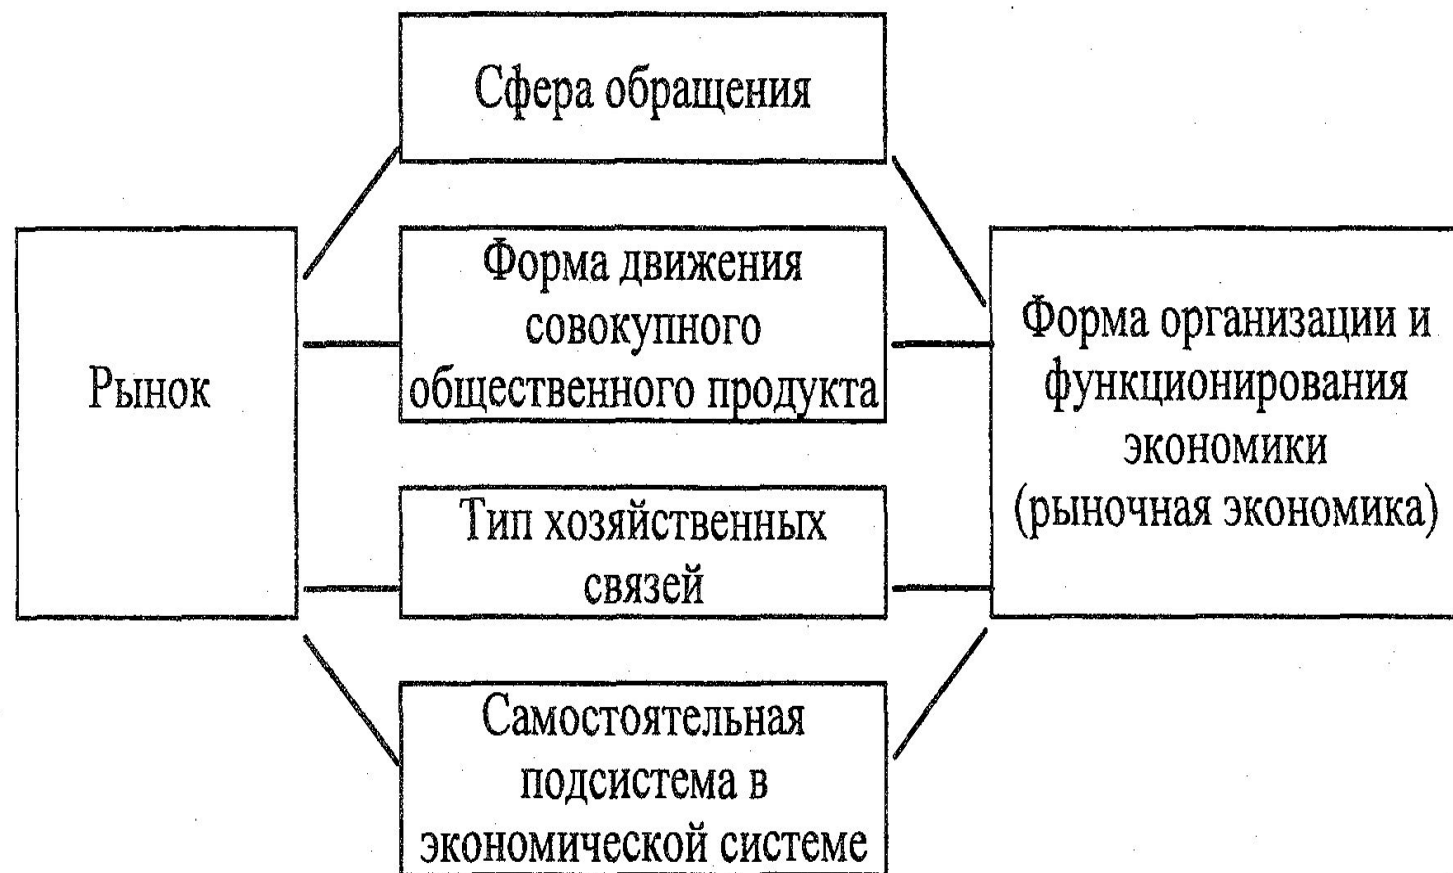 Сфера обращения
Рынок
Форма движения
совокупного
общественного продукта
Тип хозяйственных
связей
Самостоятельная
подсистема в
экономической системе
Форма организации и
функционирования
экономики
(рыночная экономика)